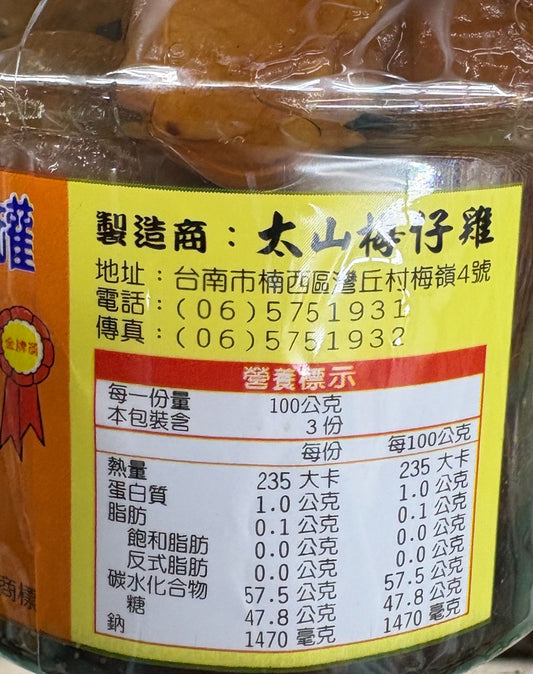 罐
金牌獎
商標
製造商：太山梅仔雞
地址：台南市楠西區灣丘村梅嶺4號
電話：(06)5751931
傳真：(06)5751932
營養標示
每一份量 100公克
本包裝含 3份
每份 每100公克
熱量 235 大卡 235 大卡
蛋白質 1.0 公克 1.0 公克
脂肪 0.1 公克 0.1 公克
飽和脂肪 0.0 公克 0.0 公克
反式脂肪 0.0 公克 0.0 公克
碳水化合物 57.5 公克 57.5 公克
糖 47.8 公克 47.8 公克
鈉 1470 毫克 1470 毫克